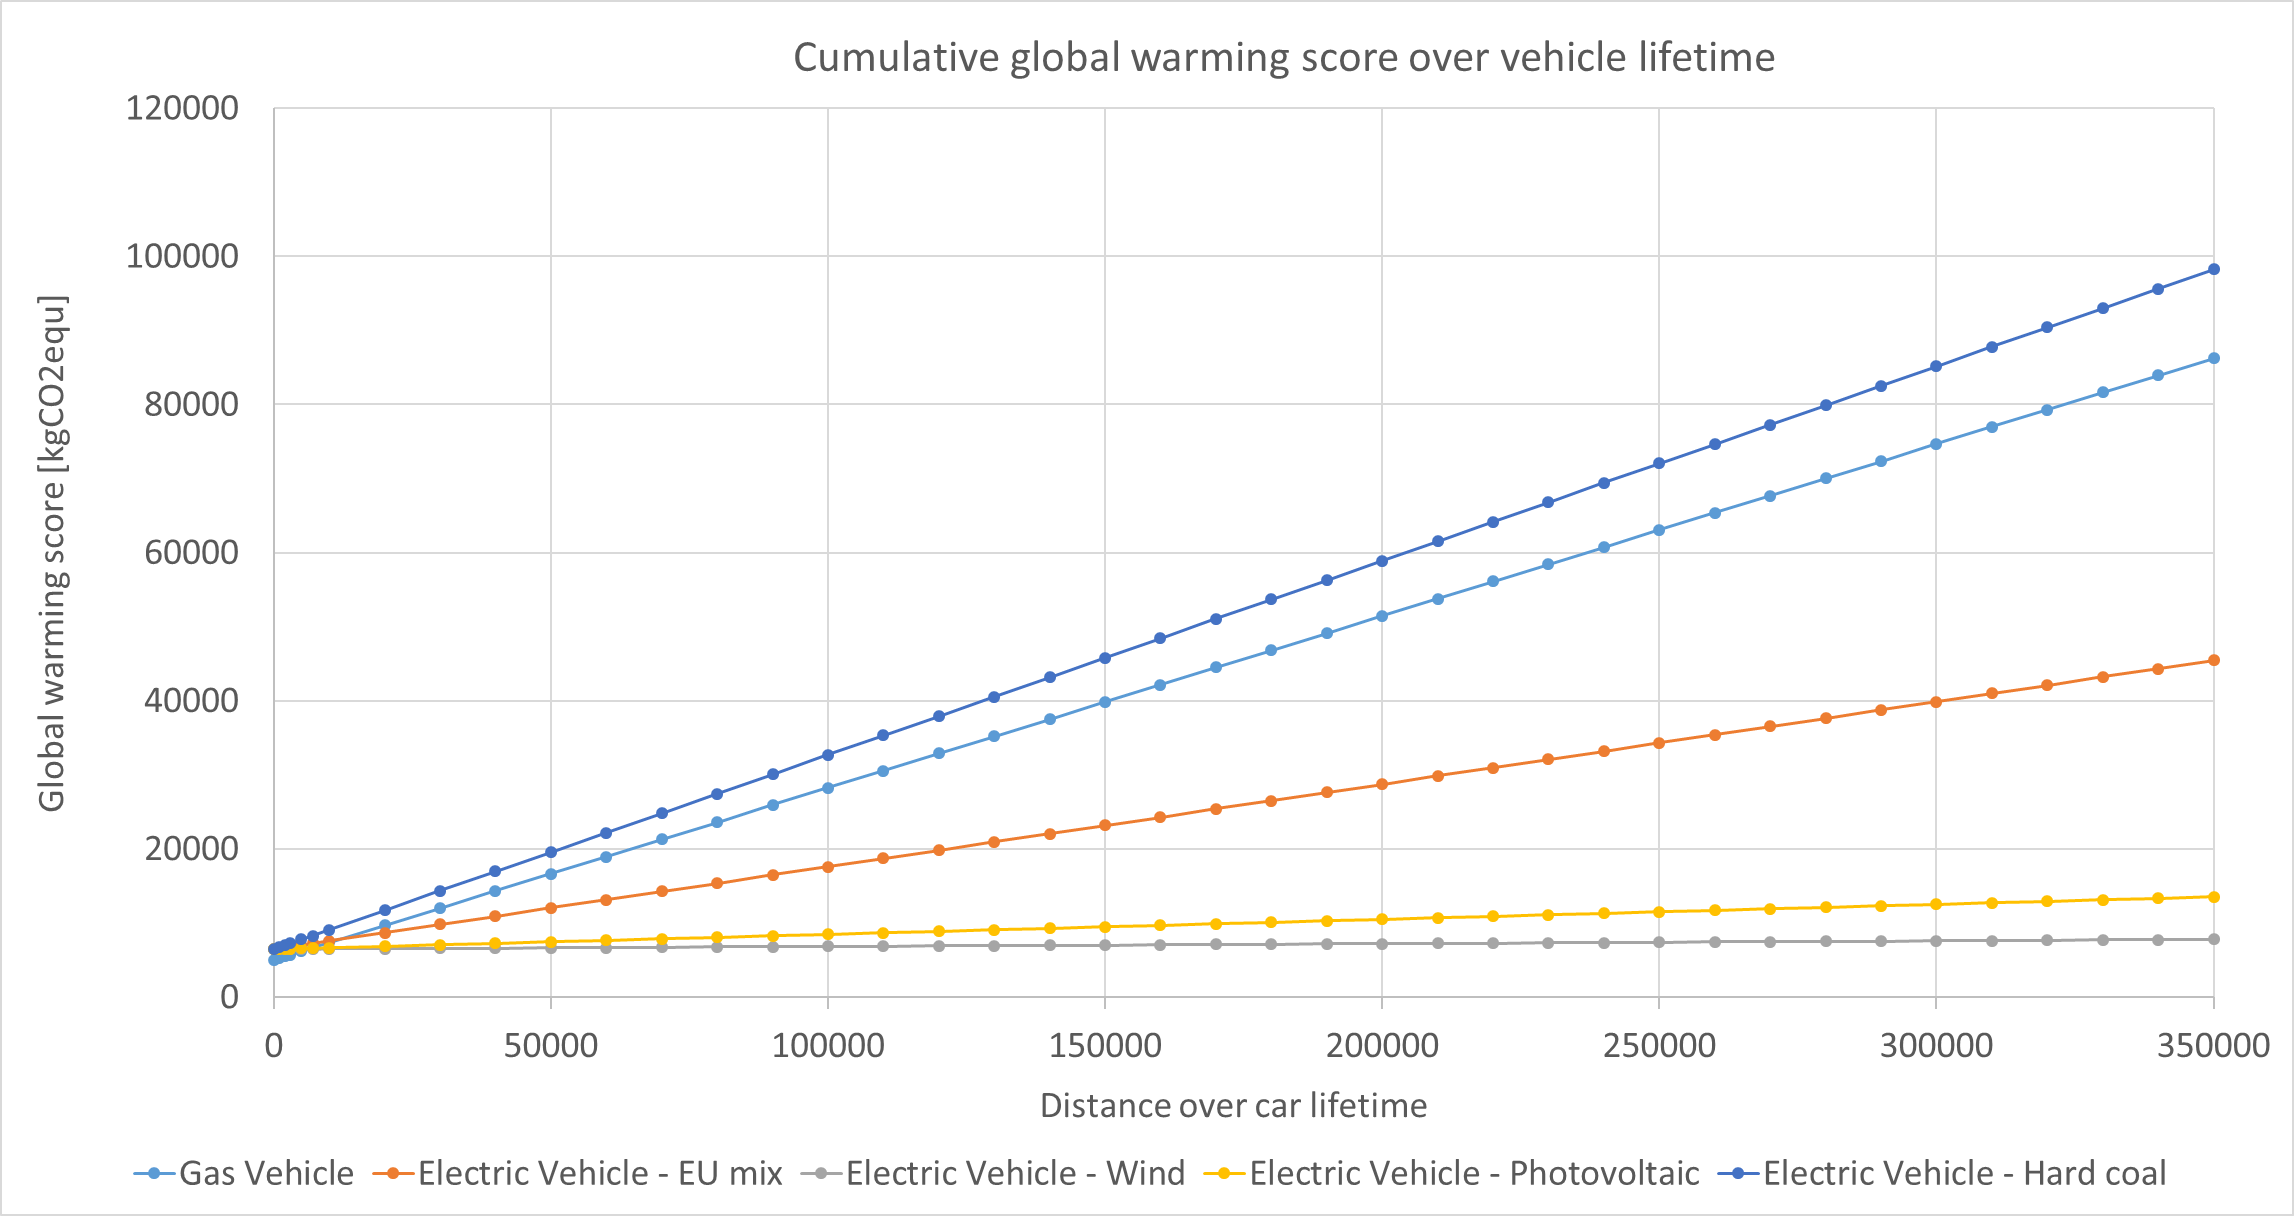 Cumulative global warming score over vehicle lifetime
Global warming score [kgCO2equ]
120000
100000
80000
60000
40000
20000
0
0 50000 100000 150000 200000 250000 300000 350000
Distance over car lifetime
Gas Vehicle Electric Vehicle - EU mix Electric Vehicle - Wind Electric Vehicle - Photovoltaic Electric Vehicle - Hard coal